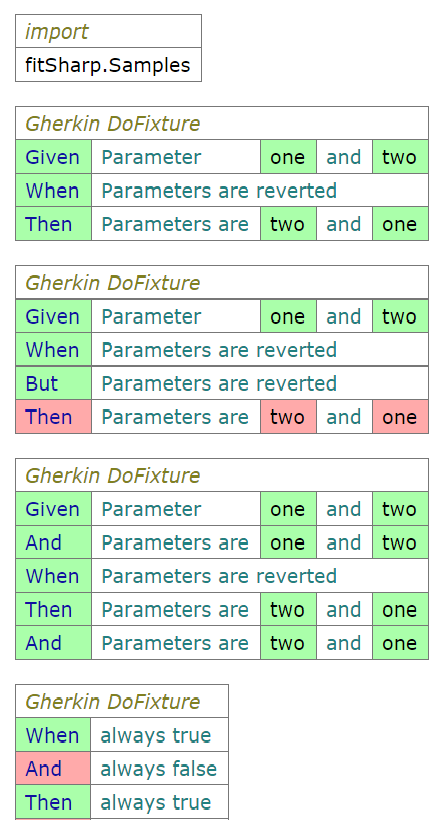 import
fitSharp.Samples
Gherkin DoFixture
Given Parameter one and two
When Parameters are reverted
Then Parameters are two and one
Gherkin DoFixture
Given Parameter one and two
When Parameters are reverted
But Parameters are reverted
Then Parameters are two and one
Gherkin DoFixture
Given Parameter one and two
And Parameters are one and two
When Parameters are reverted
Then Parameters are two and one
And Parameters are two and one
Gherkin DoFixture
When always true
And always false
Then always true